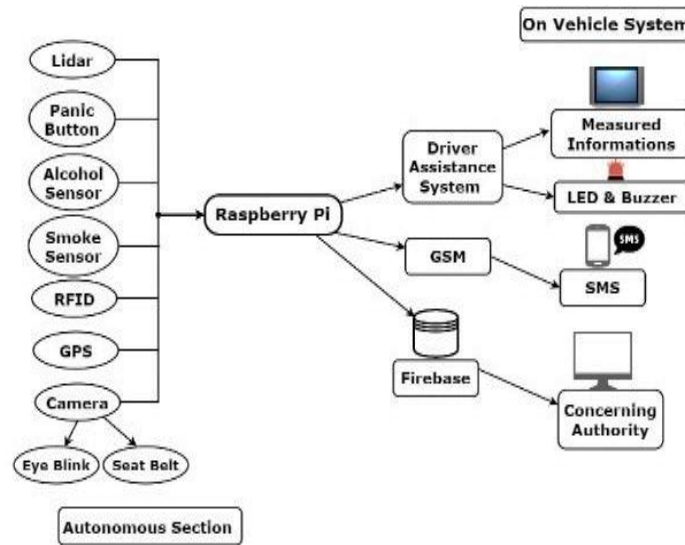 On Vehicle System
Lidar
Panic
Button
Alcohol
Sensor
Smoke
Sensor
RFID
GPS
Camera
Eye Blink
Seat Belt
Autonomous Section
Raspberry Pi
Driver
Assistance
System
Measured
Informations
LED & Buzzer
GSM
SMS
SMS
Firebase
Concerning
Authority